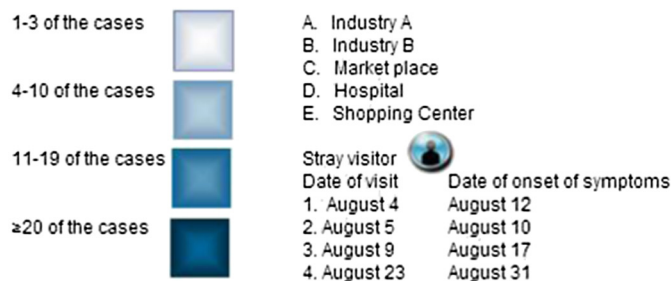 1-3 of the cases
4-10 of the cases
11-19 of the cases
≥20 of the cases
A. Industry A
B. Industry B
C. Market place
D. Hospital
E. Shopping Center
Stray visitor
Date of visit Date of onset of symptoms
1. August 4 August 12
2. August 5 August 10
3. August 9 August 17
4. August 23 August 31